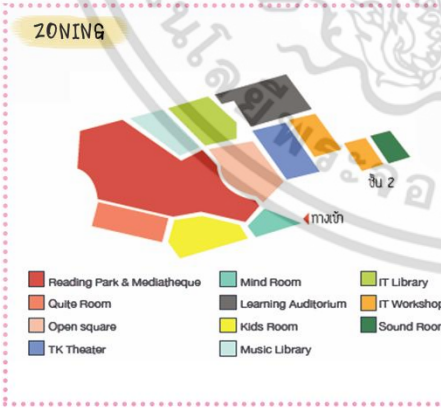 ZONING
ชั้น 2
ทางเข้า
Reading Park & Mediatheque
Mind Room
IT Library
Quite Room
Learning Auditorium
IT Workshop
Open square
Kids Room
Sound Room
TK Theater
Music Library